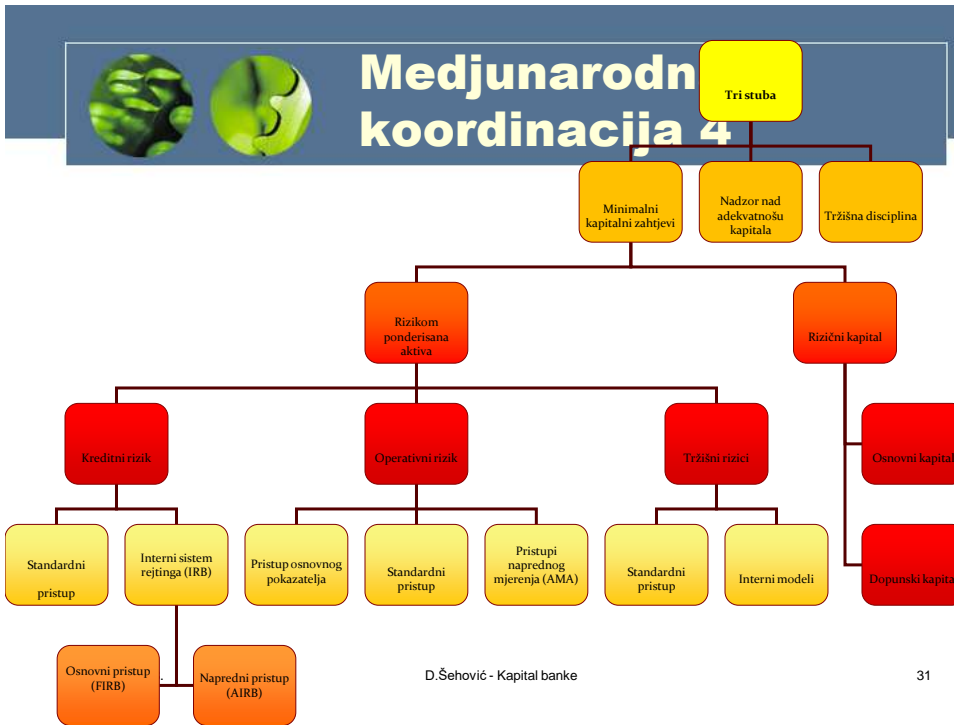 Medjunarodn
koordinacija 4
Tri stuba
Minimalni
kapitalni zahtjevi
Nadzor nad
adekvatnošu
kapitala
Tržišna disciplina
Rizikom
ponderisana
aktiva
Rizični kapital
Kreditni rizik
Operativni rizik
Tržišni rizici
Osnovni kapital
Dopunski kapital
Standardni
pristup
Interni sistem
rejtinga (IRB)
Pristup osnovnog
pokazatelja
Standardni
pristup
Pristupi
naprednog
mjerenja (AMA)
Standardni
pristup
Interni modeli
Osnovni pristup
(FIRB)
.
Napredni pristup
(AIRB)
D.Šehović - Kapital banke
31